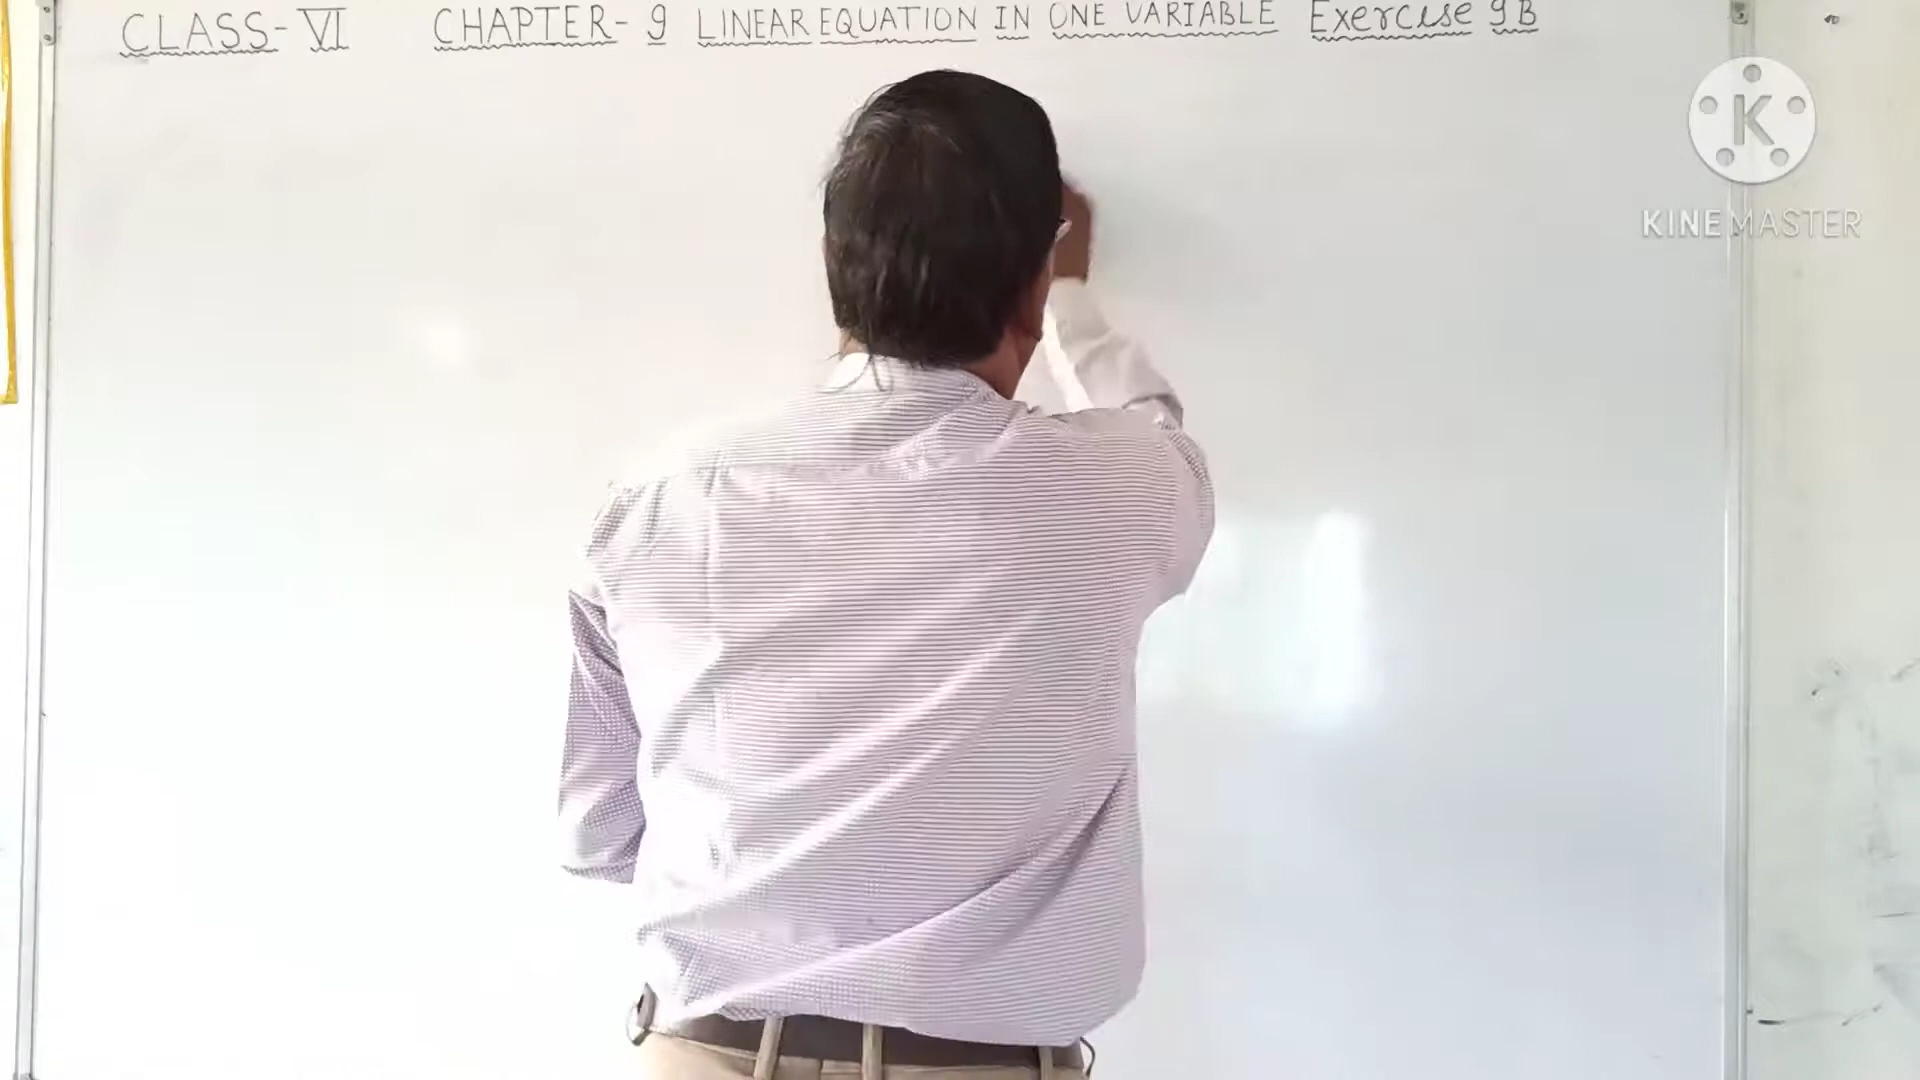 CLASS-VI CHAPTER-9 LINEAR EQUATION IN ONE VARIABLE Exercise 9B
K
KINEMASTER